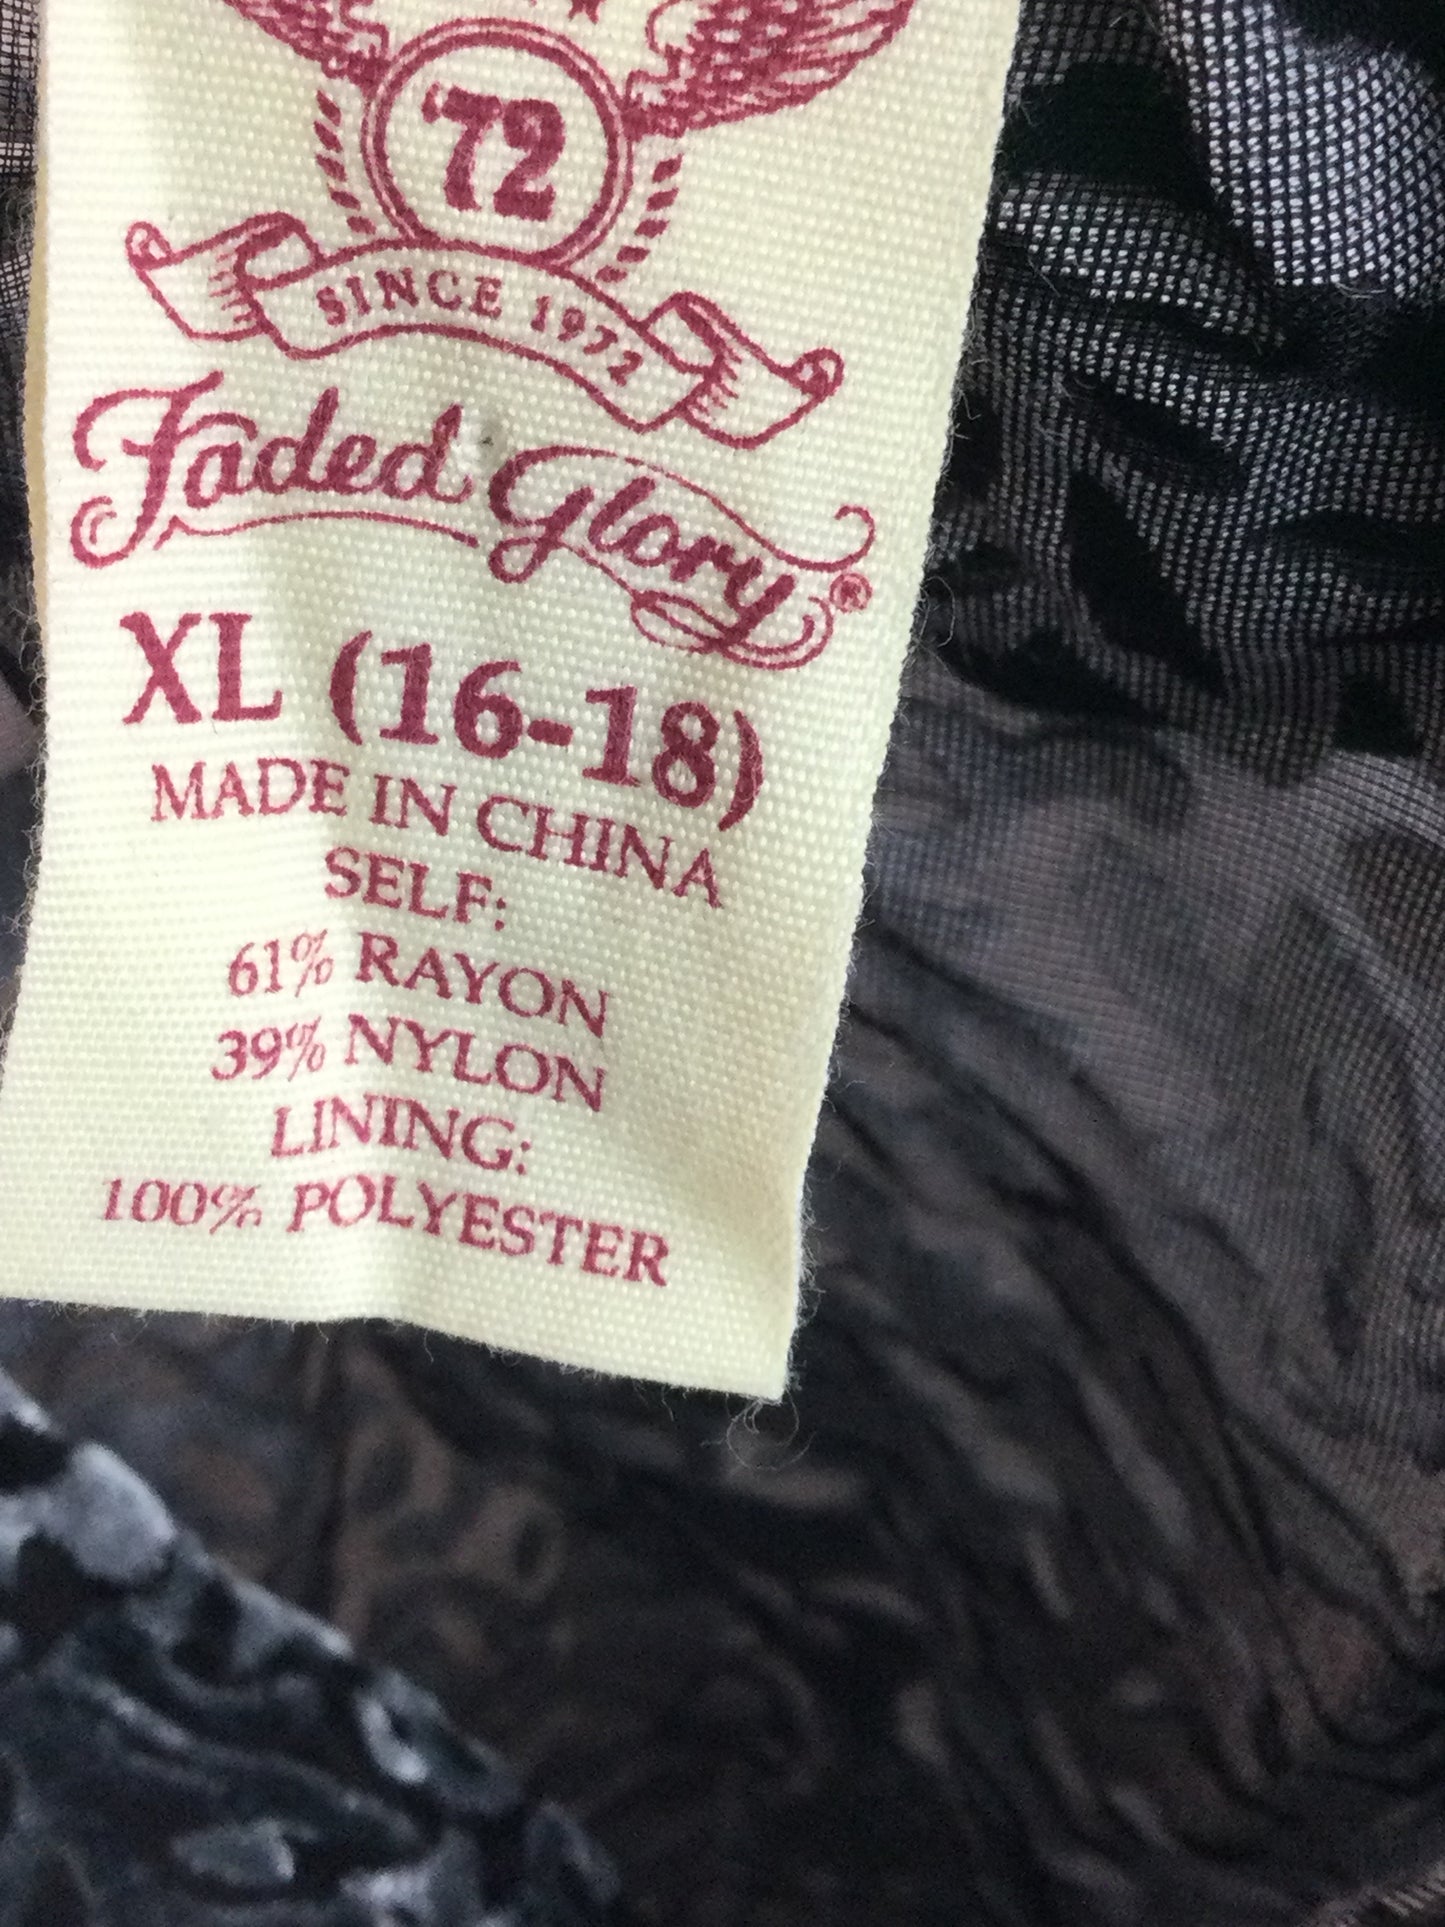 '72
SINCE 1972
Faded Glory®
XL (16-18)
MADE IN CHINA
SELF:
61% RAYON
39% NYLON
LINING:
100% POLYESTER